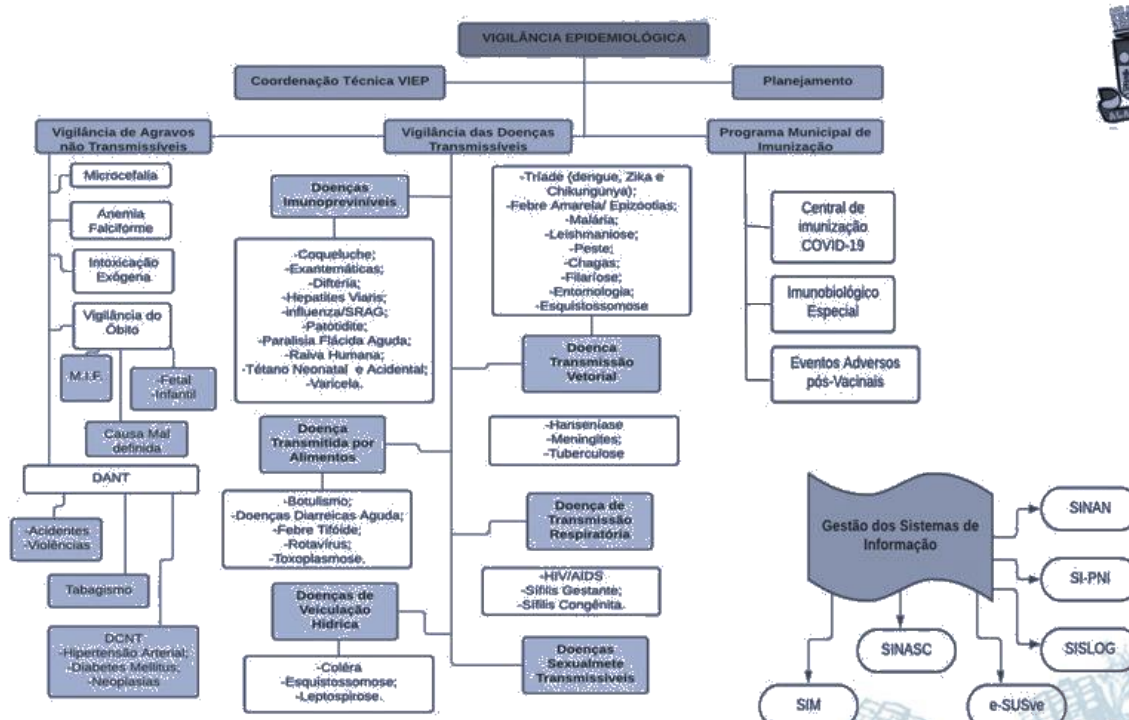 VIGILÂNCIA EPIDEMIOLÓGICA
Coordenação Técnica VIEP
Planejamento
Vigilância de Agravos
não Transmissíveis
Vigilância das Doenças
Transmissíveis
Programa Municipal de
Imunização
Microcefalia
Anemia
Falciforme
Intoxicação
Exógena
Vigilância do
Óbito
M.I.F.
-Fetal
-Infantil
Causa Mal
definida
DANT
-Acidentes
-Violências
Tabagismo
DCNT
-Hipertensão Arterial;
-Diabetes Mellitus;
-Neoplasias
Doenças
Imunopreviníveis
-Coqueluche;
-Exantemáticas;
-Difteria;
-Hepatites Viaris;
-Influenza/SRAG;
-Patotidite;
-Paralisia Flácida Aguda;
-Raiva Humana;
-Tétano Neonatal e Acidental;
-Varicela.
Doença
Transmitida por
Alimentos
-Botulismo;
-Doenças Diarreicas Aguda;
-Febre Tifóide;
-Rotavírus;
-Toxoplasmose.
Doenças de
Veiculação
Hídrica
-Coléra
-Esquistossomose;
-Leptospirose.
-Tríade (dengue, Zika e
Chikungunya);
-Febre Amarela/ Epizootias;
-Malária;
-Leishmaniose;
-Peste;
-Chagas;
-Filaríose;
-Entomologia;
-Esquistossomose
Doença
Transmissão
Vetorial
-Hanseníase
-Meningites;
-Tuberculose
Doença de
Transmissão
Respiratória
-HIV/AIDS
-Sífilis Gestante;
-Sífilis Congênita.
Doenças
Sexualmete
Transmissíveis
Central de
imunização
COVID-19
Imunobiológico
Especial
Eventos Adversos
pós-Vacinais
Gestão dos Sistemas de
Informação
SINAN
SI-PNI
SISLOG
SINASC
SIM
e-SUSve